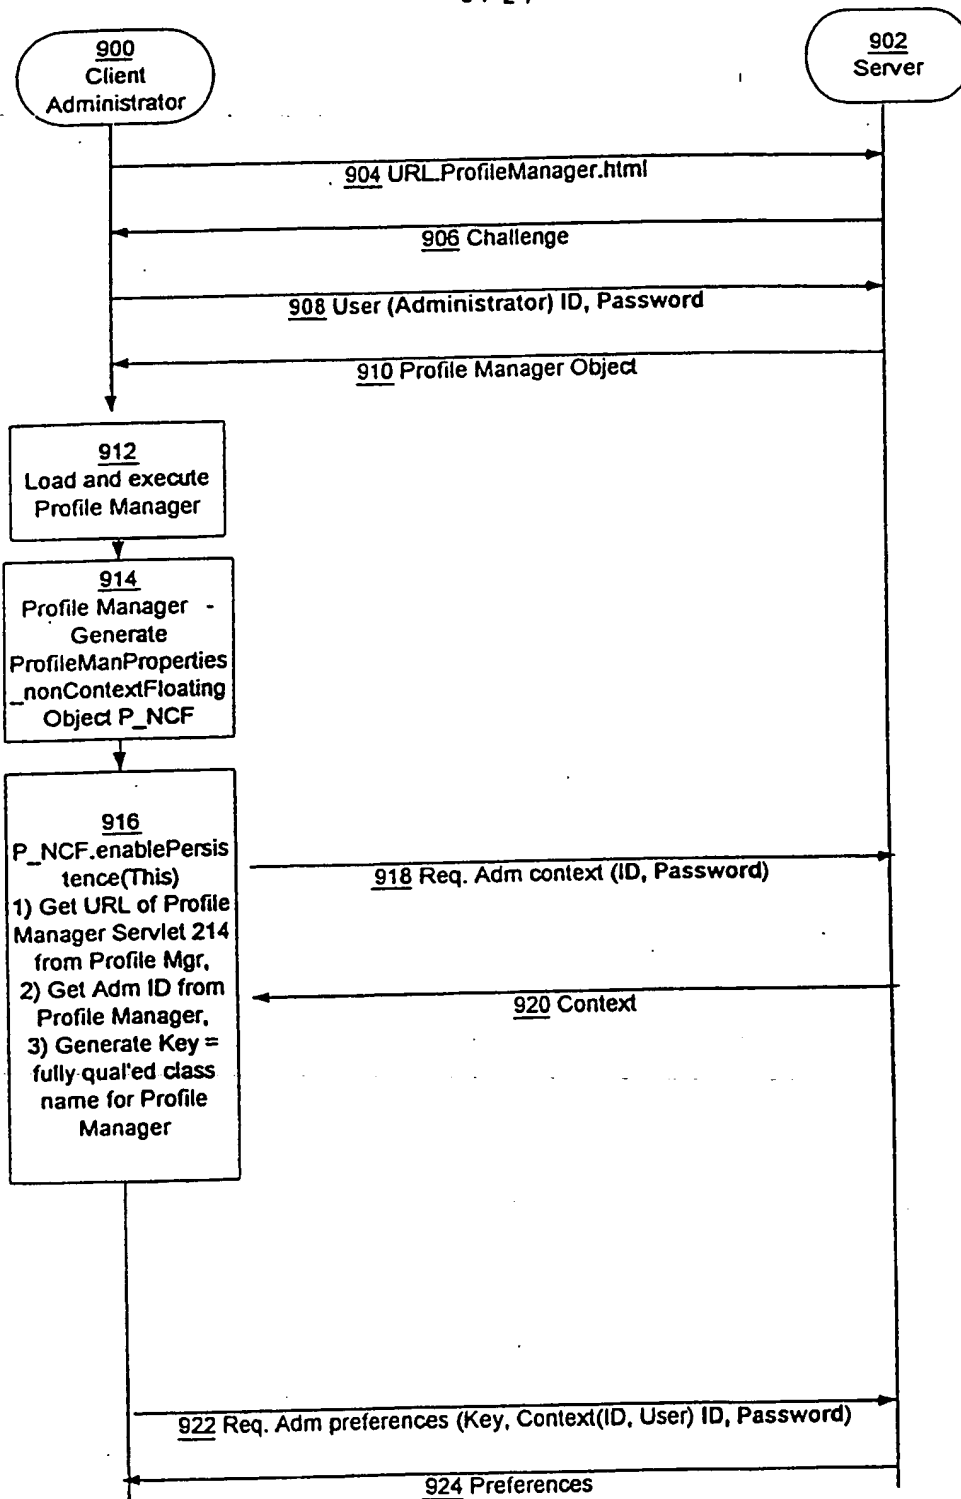 900
Client
Administrator
902
Server
904 URL.ProfileManager.html
906 Challenge
908 User (Administrator) ID, Password
910 Profile Manager Object
912
Load and execute
Profile Manager
914
Profile Manager -
Generate
ProfileManProperties
_nonContextFloating
Object P_NCF
916
P_NCF.enablePersis
tence(This)
1) Get URL of Profile
Manager Servlet 214
from Profile Mgr,
2) Get Adm ID from
Profile Manager,
3) Generate Key =
fully qual'ed class
name for Profile
Manager
918 Req. Adm context (ID, Password)
920 Context
922 Req. Adm preferences (Key, Context(ID, User) ID, Password)
924 Preferences